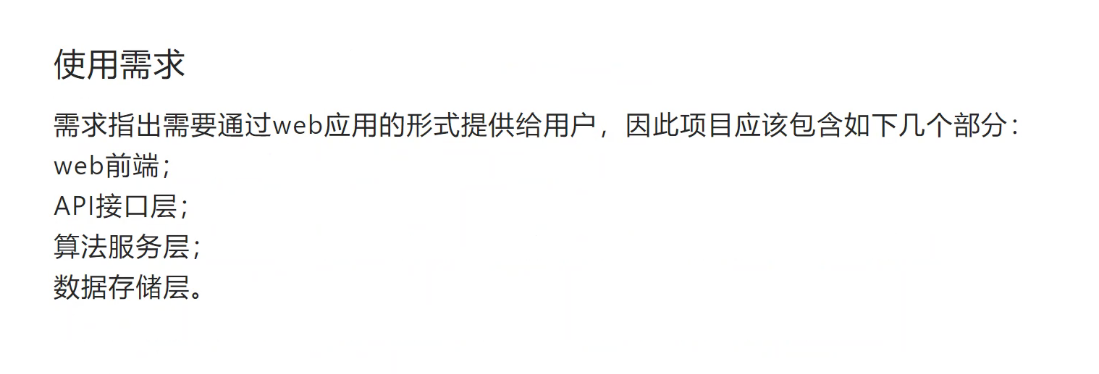 使用需求
需求指出需要通过web应用的形式提供给用户，因此项目应该包含如下几个部分：
web前端；
API接口层；
算法服务层；
数据存储层。